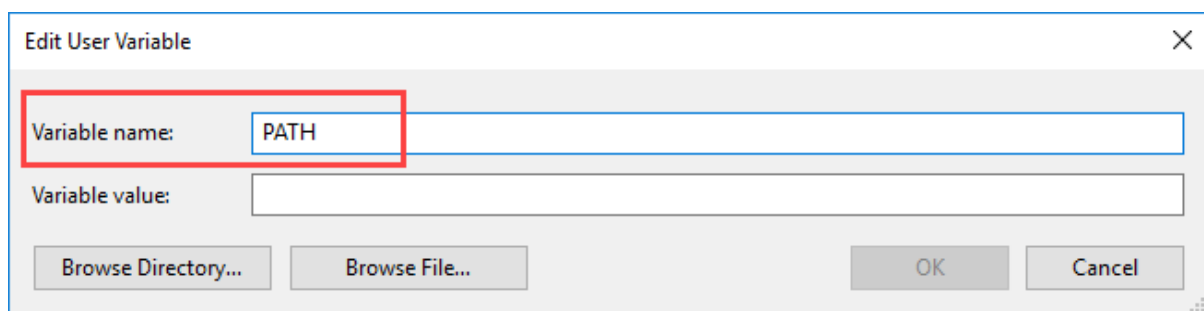 Edit User Variable
Variable name: PATH
Variable value:
Browse Directory... Browse File... OK Cancel